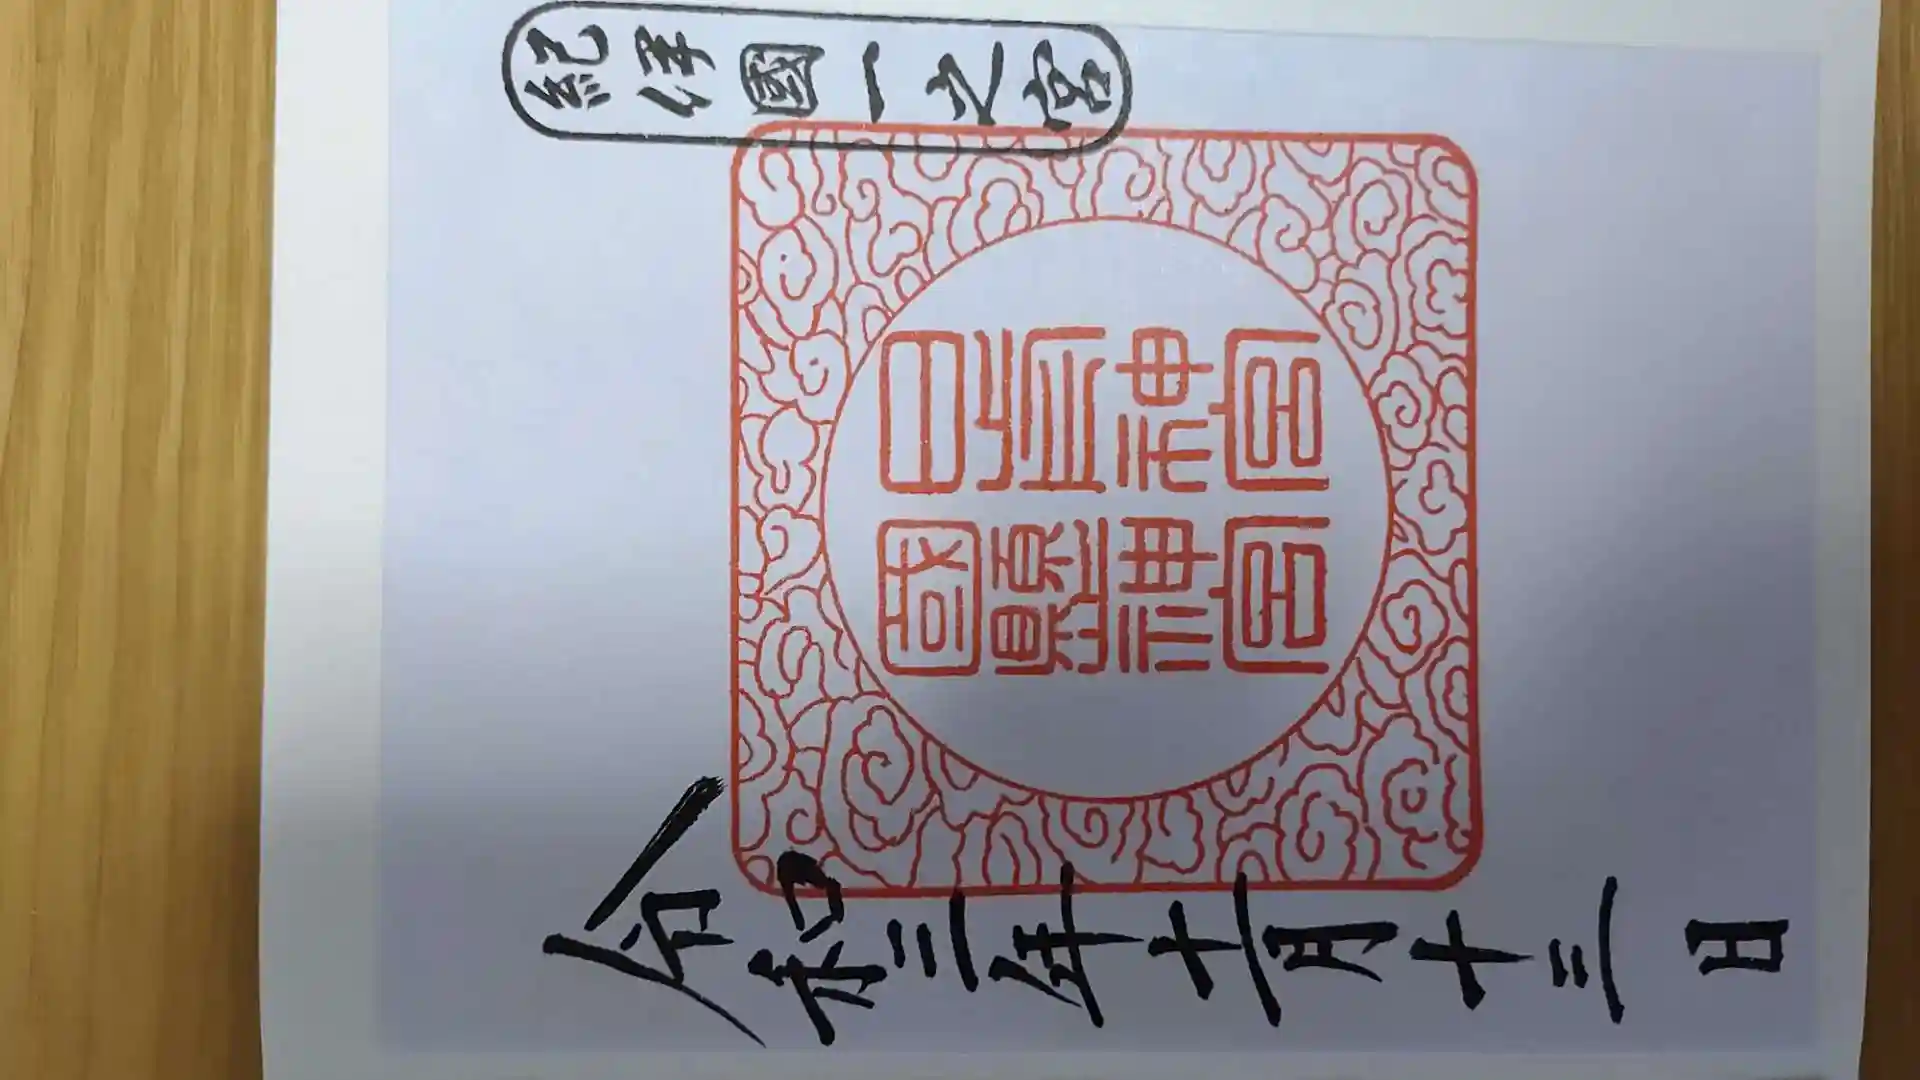 紀伊國一之宮
日前神宮
國懸神宮
令和三年十一月十三日